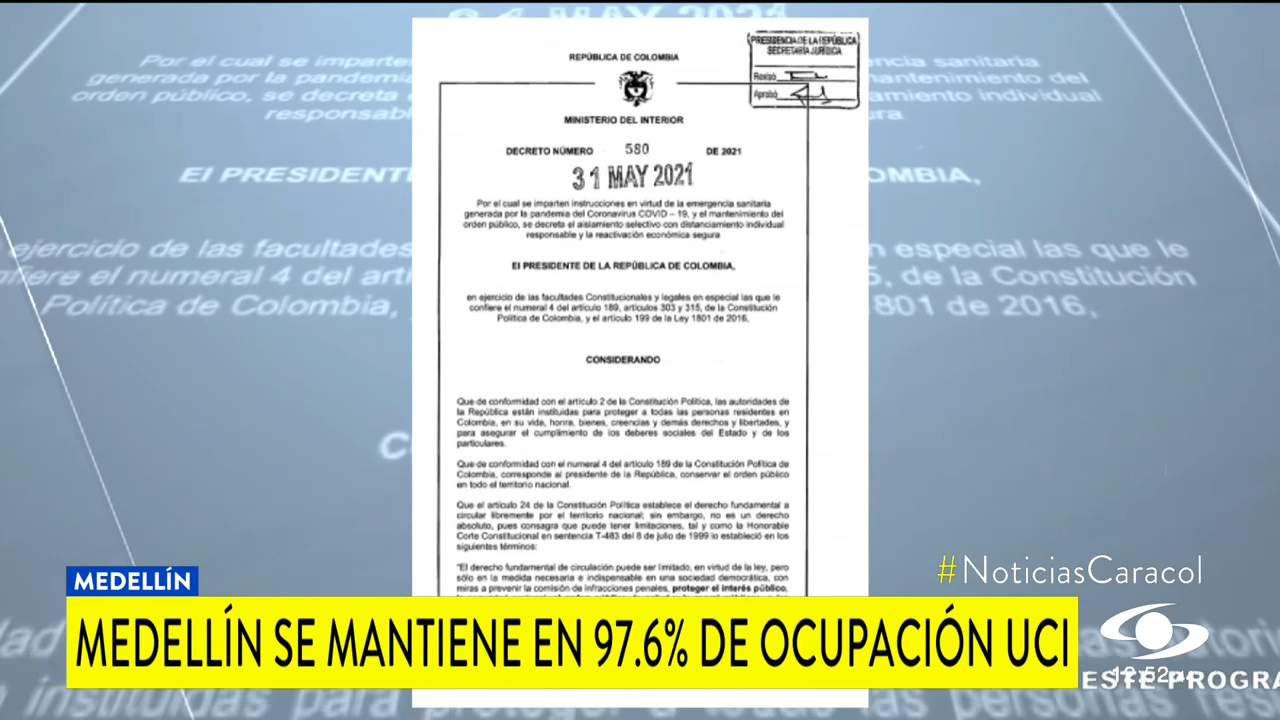 31 MAY 2021
REPÚBLICA DE COLOMBIA
PRESIDENCIA DE LA REPÚBLICA
SECRETARÍA JURÍDICA
Revisó
Aprobó
MINISTERIO DEL INTERIOR
DECRETO NÚMERO 580 DE 2021
31 MAY 2021
Por el cual se imparten instrucciones en virtud de la emergencia sanitaria
generada por la pandemia del Coronavirus COVID – 19, y el mantenimiento del
orden público, se decreta el aislamiento selectivo con distanciamiento individual
responsable y la reactivación económica segura
El PRESIDENTE DE LA REPÚBLICA DE COLOMBIA,
en ejercicio de las facultades Constitucionales y legales en especial las que le
confiere el numeral 4 del artículo 189, artículos 303 y 315, de la Constitución
Política de Colombia, y el artículo 199 de la Ley 1801 de 2016,
CONSIDERANDO
Que de conformidad con el artículo 2 de la Constitución Política, las autoridades de
la República están instituidas para proteger a todas las personas residentes en
Colombia, en su vida, honra, bienes, creencias y demás derechos y libertades, y
para asegurar el cumplimiento de los deberes sociales del Estado y de los
particulares.
Que de conformidad con el numeral 4 del artículo 189 de la Constitución Política de
Colombia, corresponde al presidente de la República, conservar el orden público
en todo el territorio nacional.
Que el artículo 24 de la Constitución Política establece el derecho fundamental a
circular libremente por el territorio nacional; sin embargo, no es un derecho
absoluto, pues consagra que puede tener limitaciones, tal y como la Honorable
Corte Constitucional en sentencia T-483 del 8 de julio de 1999 lo estableció en los
siguientes términos:
"El derecho fundamental de circulación puede ser limitado, en virtud de la ley, pero
sólo en la medida necesaria e indispensable en una sociedad democrática, con
miras a prevenir la comisión de infracciones penales, proteger el interés público,
#NoticiasCaracol
MEDELLÍN
MEDELLÍN SE MANTIENE EN 97.6% DE OCUPACIÓN UCI
12:52
ESTE PROGRA